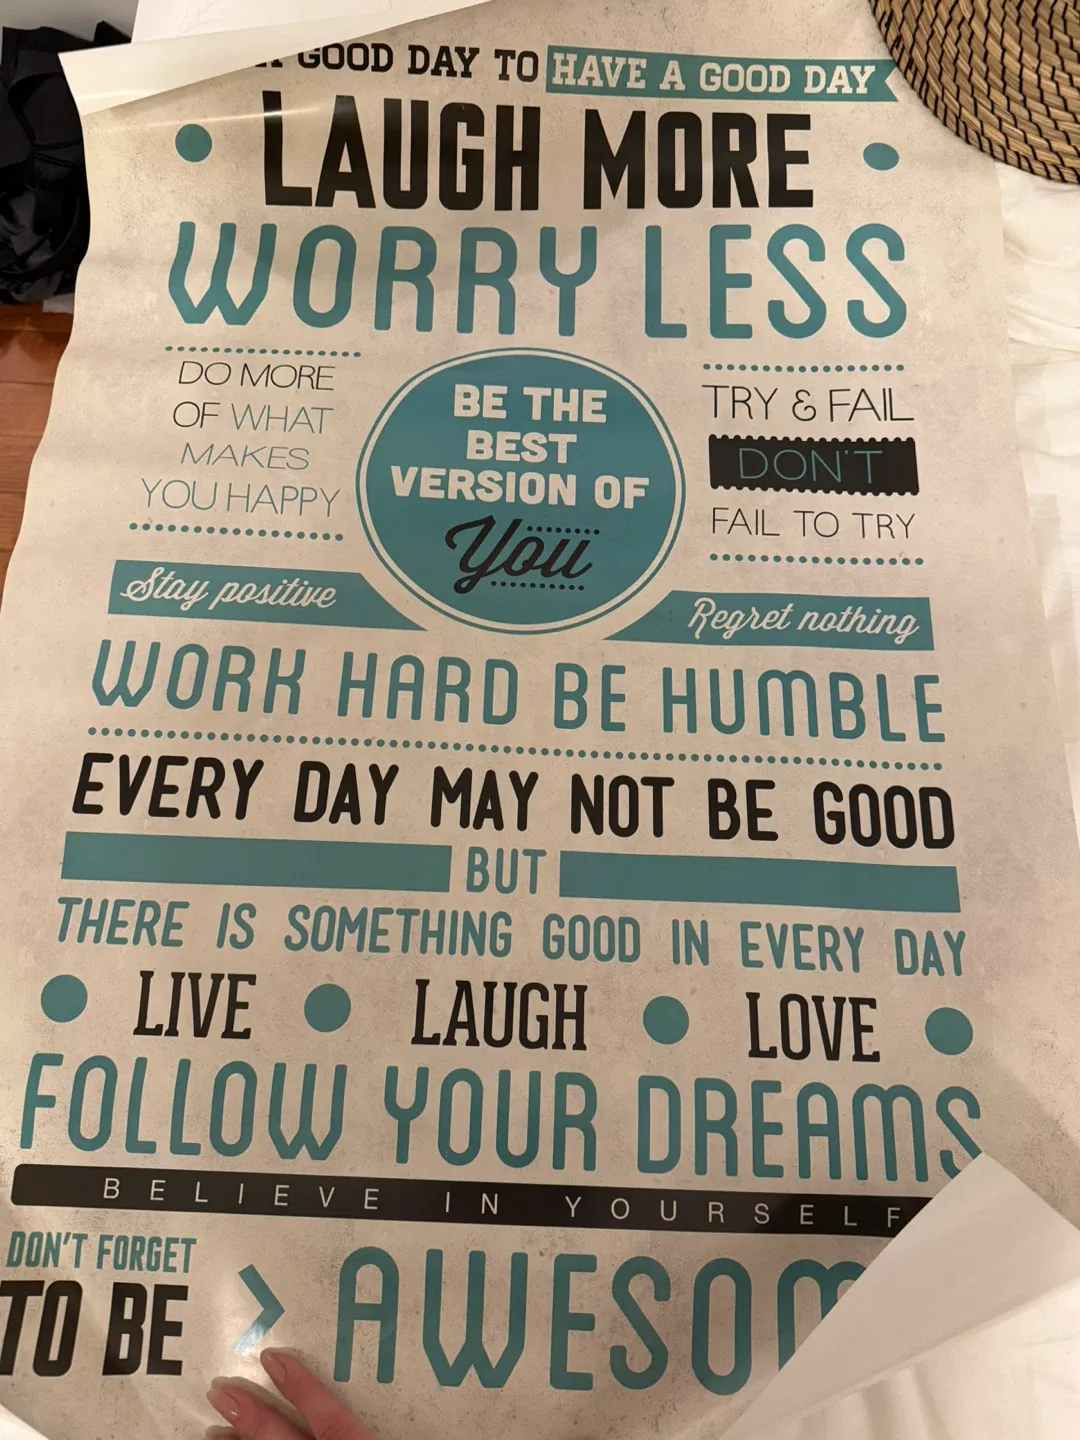 GOOD DAY TO HAVE A GOOD DAY
LAUGH MORE
WORRY LESS
DO MORE
OF WHAT
MAKES
YOU HAPPY
BE THE
BEST
VERSION OF
You
TRY & FAIL
DON'T
FAIL TO TRY
Stay positive
Regret nothing
WORK HARD BE HUMBLE
EVERY DAY MAY NOT BE GOOD
BUT
THERE IS SOMETHING GOOD IN EVERY DAY
LIVE LAUGH LOVE
FOLLOW YOUR DREAMS
BELIEVE IN YOURSELF
DON'T FORGET
TO BE
AWESOM